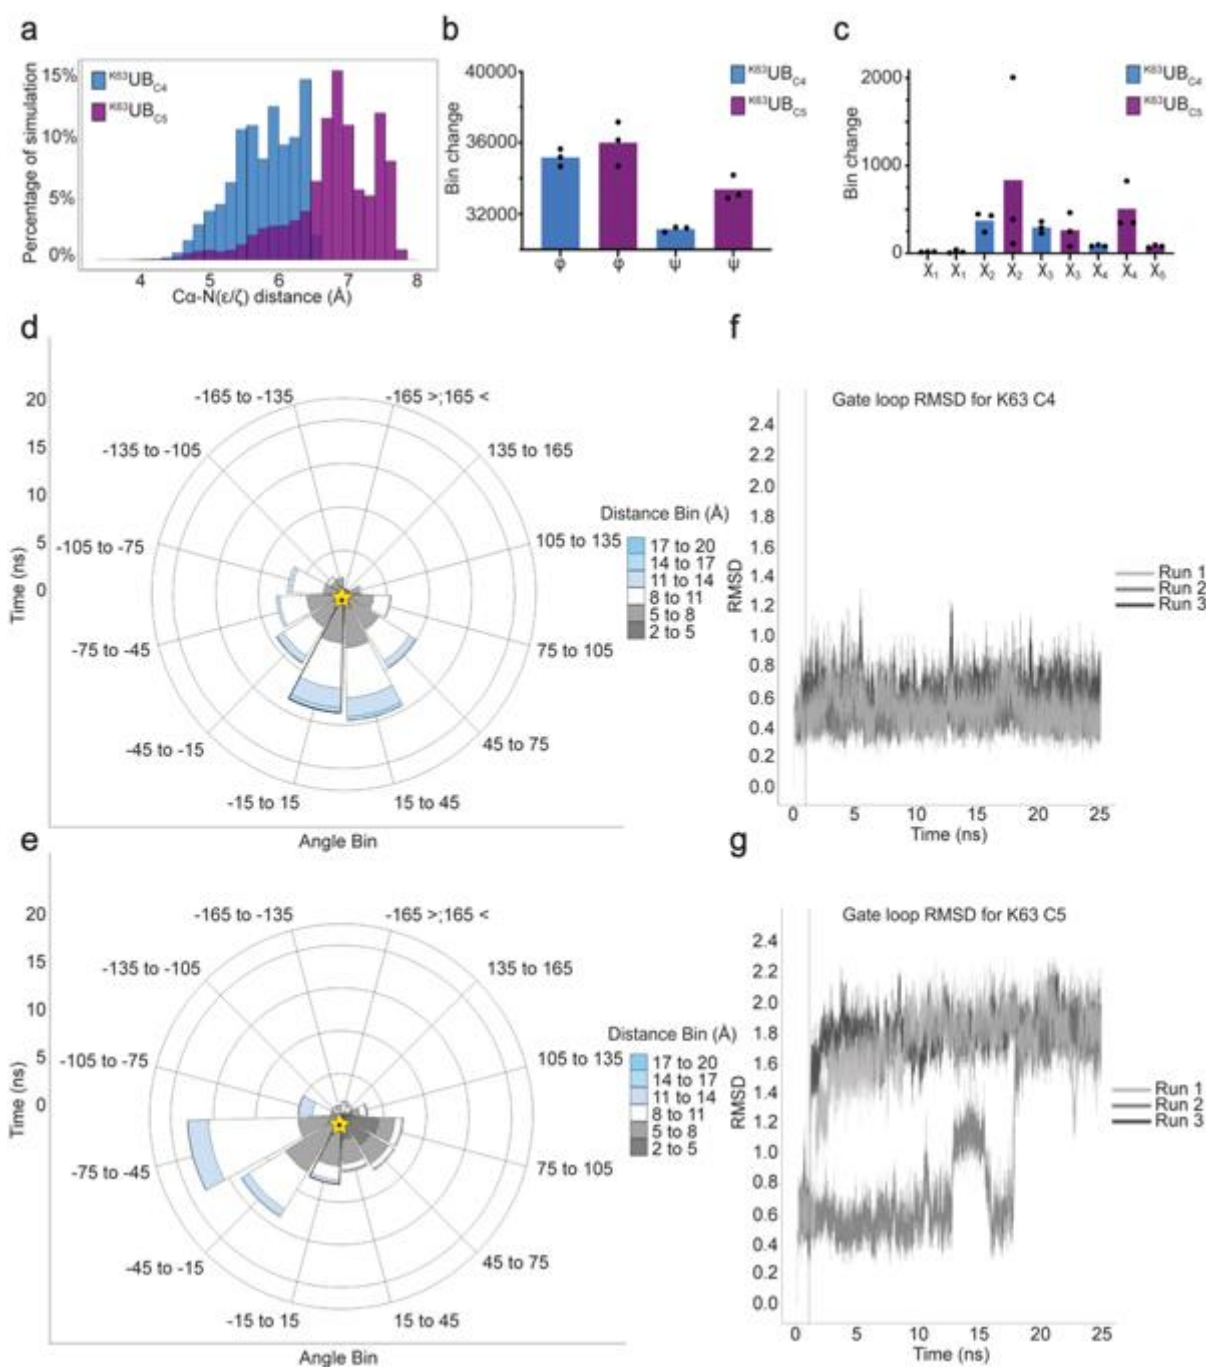 a
15%
10%
5%
0%
Percentage of simulation
K63UBC4
K63UBC5
4 5 6 7 8
Cα-N(ε/ζ) distance (Å)
b
40000
36000
32000
Bin change
K63UBC4
K63UBC5
φ φ ψ ψ
c
2000
1000
0
Bin change
K63UBC4
K63UBC5
χ1 χ1 χ2 χ2 χ3 χ3 χ4 χ4 χ5
d
20
15
10
5
0
Time (ns)
-165 to -135
-165 >;165 <
-135 to -105
135 to 165
-105 to -75
105 to 135
-75 to -45
75 to 105
-45 to -15
45 to 75
-15 to 15
15 to 45
Angle Bin
Distance Bin (Å)
17 to 20
14 to 17
11 to 14
8 to 11
5 to 8
2 to 5
f
Gate loop RMSD for K63 C4
2.4
2.2
2.0
1.8
1.6
1.4
1.2
1.0
0.8
0.6
0.4
0.2
0.0
RMSD
Run 1
Run 2
Run 3
0 5 10 15 20 25
Time (ns)
e
20
15
10
5
0
Time (ns)
-165 to -135
-165 >;165 <
-135 to -105
135 to 165
-105 to -75
105 to 135
-75 to -45
75 to 105
-45 to -15
45 to 75
-15 to 15
15 to 45
Angle Bin
Distance Bin (Å)
17 to 20
14 to 17
11 to 14
8 to 11
5 to 8
2 to 5
g
Gate loop RMSD for K63 C5
2.4
2.2
2.0
1.8
1.6
1.4
1.2
1.0
0.8
0.6
0.4
0.2
0.0
RMSD
Run 1
Run 2
Run 3
0 5 10 15 20 25
Time (ns)